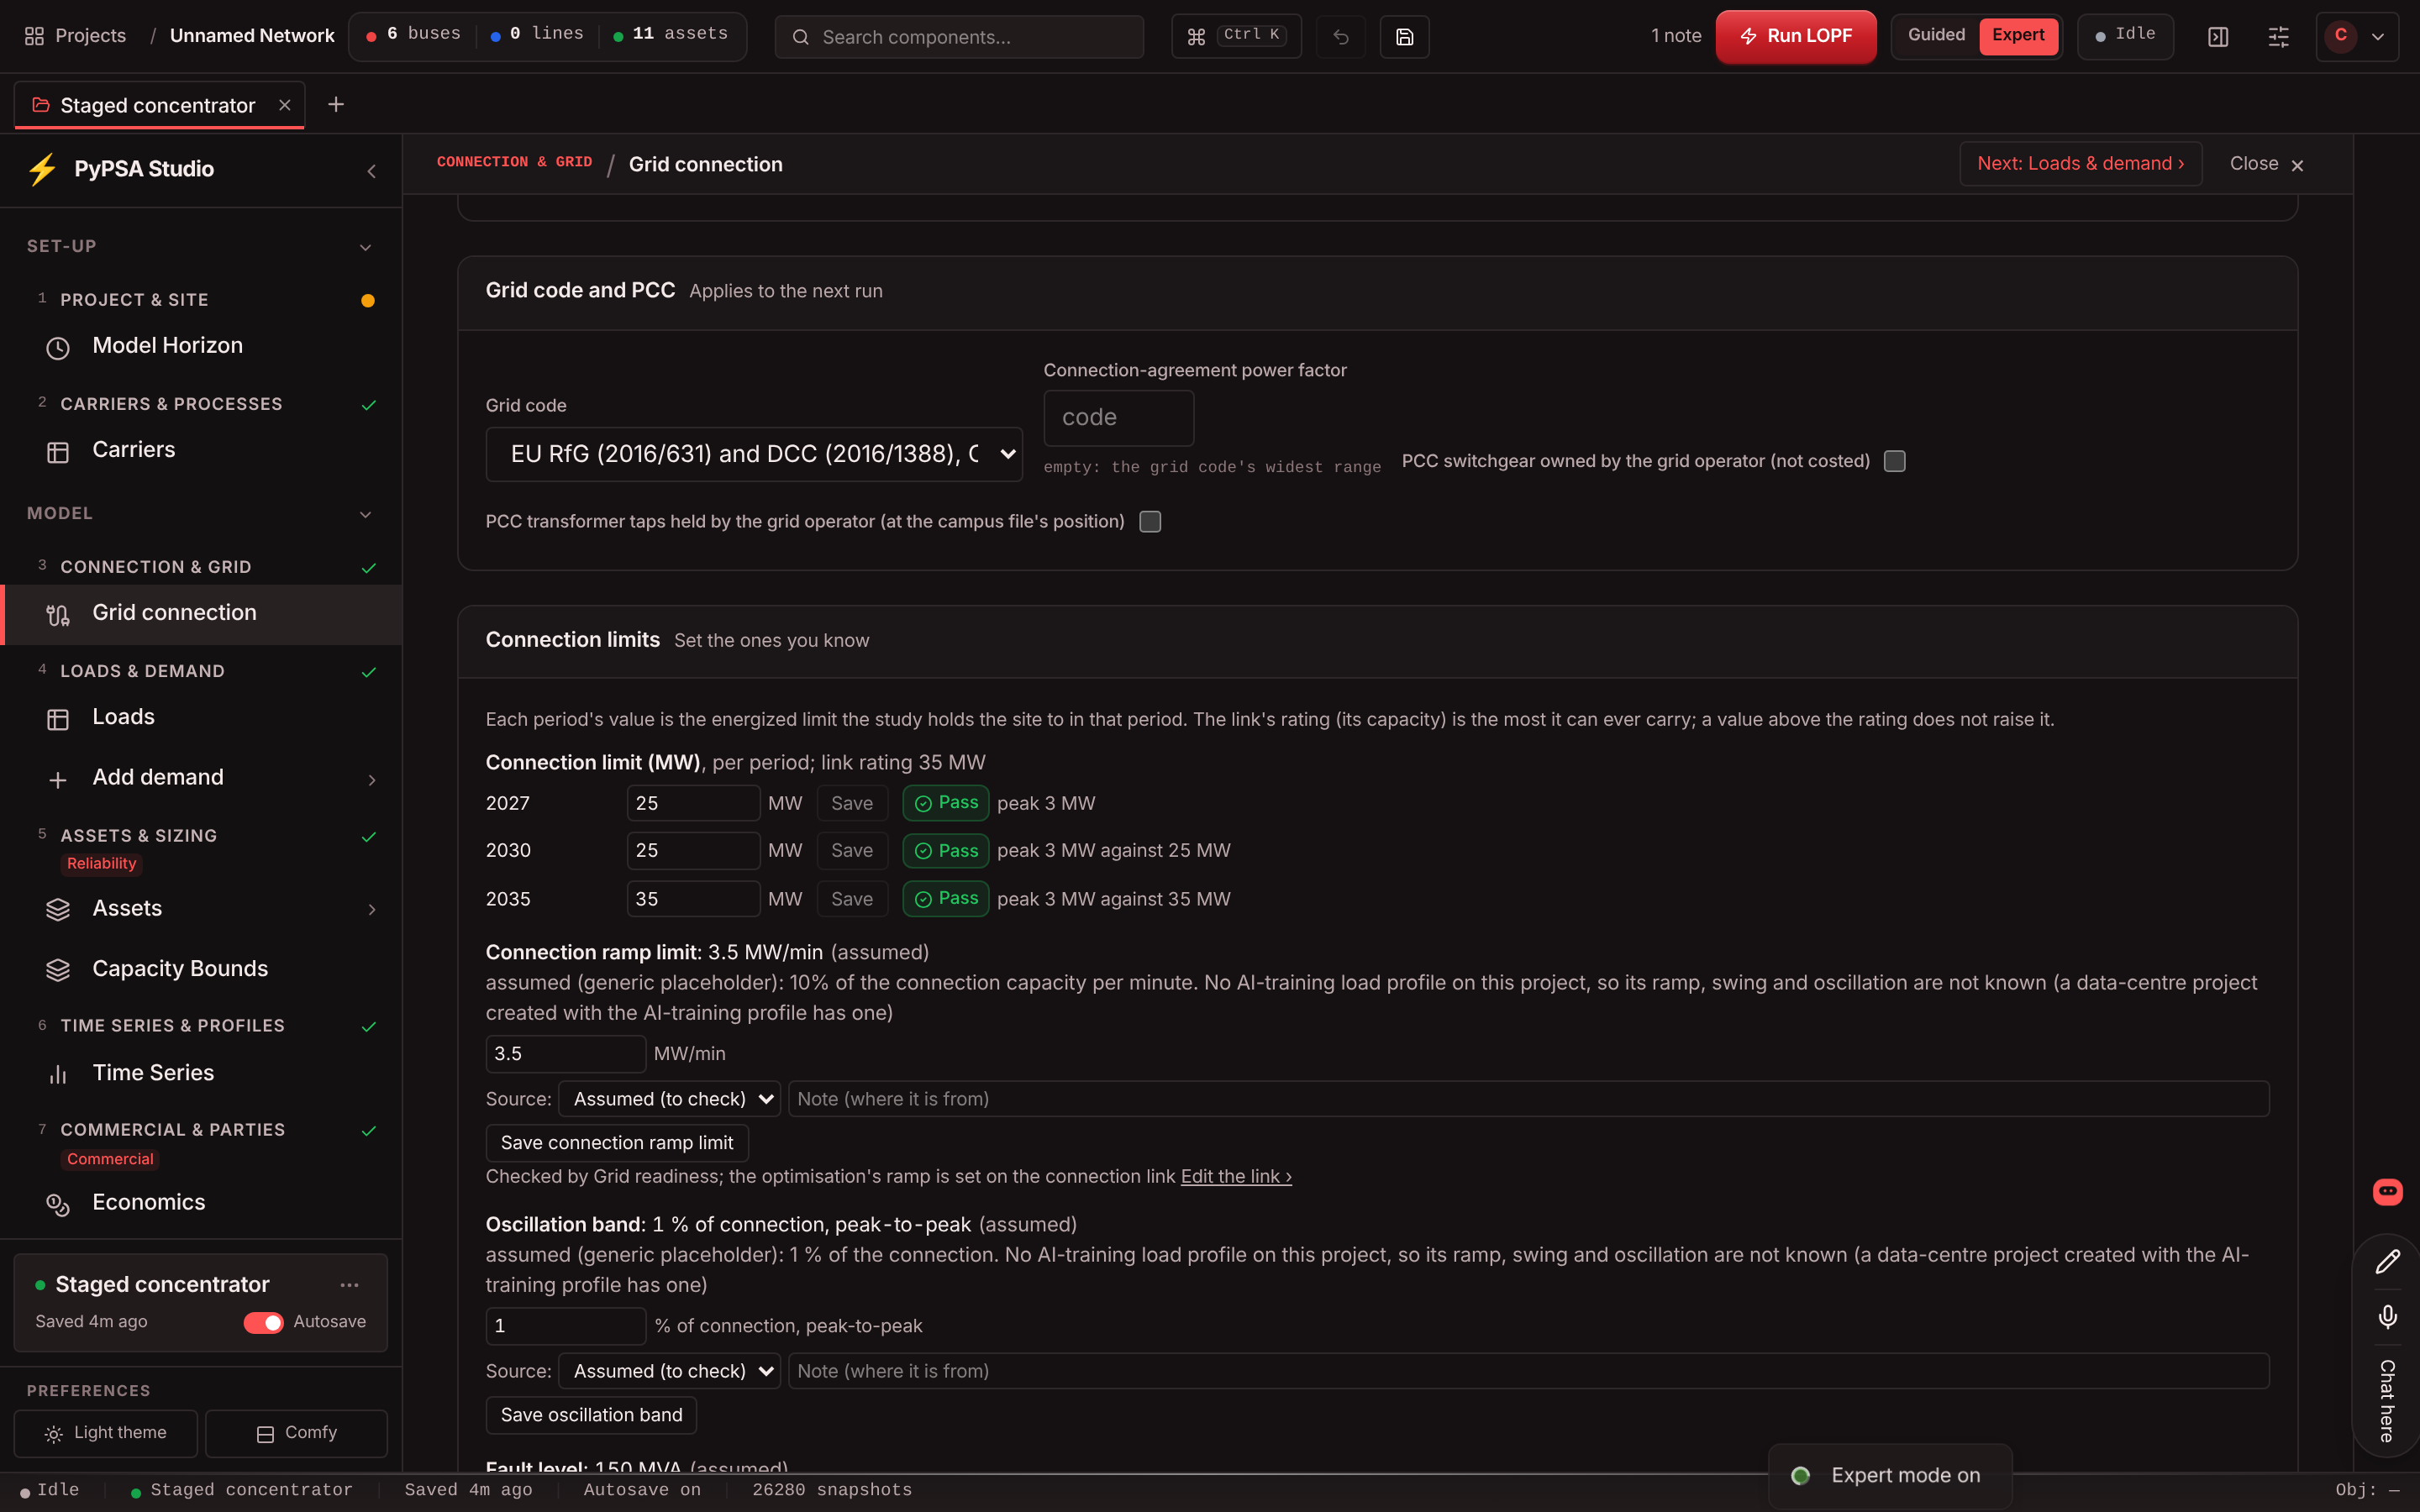 Projects / Unnamed Network 6 buses 0 lines 11 assets Search components... Ctrl K 1 note Run LOPF Guided Expert Idle C
Staged concentrator
PyPSA Studio
CONNECTION & GRID / Grid connection Next: Loads & demand › Close
SET-UP
1 PROJECT & SITE
Model Horizon
2 CARRIERS & PROCESSES
Carriers
MODEL
3 CONNECTION & GRID
Grid connection
4 LOADS & DEMAND
Loads
Add demand
5 ASSETS & SIZING
Reliability
Assets
Capacity Bounds
6 TIME SERIES & PROFILES
Time Series
7 COMMERCIAL & PARTIES
Commercial
Economics
Staged concentrator
Saved 4m ago Autosave
PREFERENCES
Light theme Comfy
Grid code and PCC Applies to the next run
Connection-agreement power factor
Grid code
code
EU RfG (2016/631) and DCC (2016/1388), C
empty: the grid code's widest range
PCC switchgear owned by the grid operator (not costed)
PCC transformer taps held by the grid operator (at the campus file's position)
Connection limits Set the ones you know
Each period's value is the energized limit the study holds the site to in that period. The link's rating (its capacity) is the most it can ever carry; a value above the rating does not raise it.
Connection limit (MW), per period; link rating 35 MW
2027 25 MW Save Pass peak 3 MW
2030 25 MW Save Pass peak 3 MW against 25 MW
2035 35 MW Save Pass peak 3 MW against 35 MW
Connection ramp limit: 3.5 MW/min (assumed)
assumed (generic placeholder): 10% of the connection capacity per minute. No AI-training load profile on this project, so its ramp, swing and oscillation are not known (a data-centre project
created with the AI-training profile has one)
3.5 MW/min
Source: Assumed (to check) Note (where it is from)
Save connection ramp limit
Checked by Grid readiness; the optimisation's ramp is set on the connection link Edit the link ›
Oscillation band: 1 % of connection, peak-to-peak (assumed)
assumed (generic placeholder): 1 % of the connection. No AI-training load profile on this project, so its ramp, swing and oscillation are not known (a data-centre project created with the AI-
training profile has one)
1 % of connection, peak-to-peak
Source: Assumed (to check) Note (where it is from)
Save oscillation band
Fault level: 150 MVA (assumed)
Chat here
Expert mode on
Idle Staged concentrator Saved 4m ago Autosave on 26280 snapshots Obj: —